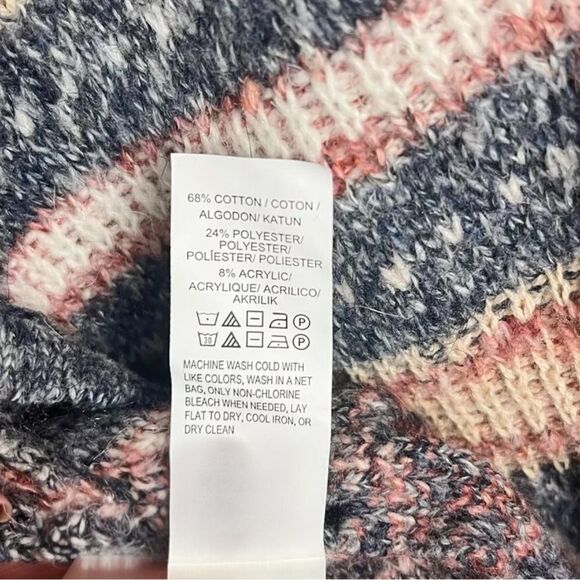 68% COTTON / COTON /
ALGODON/ KATUN
24% POLYESTER/
POLYESTER/
POLÍESTER/ POLIESTER
8% ACRYLIC/
ACRYLIQUE/ ACRILICO/
AKRILIK
P
30 P
MACHINE WASH COLD WITH
LIKE COLORS, WASH IN A NET
BAG, ONLY NON-CHLORINE
BLEACH WHEN NEEDED, LAY
FLAT TO DRY, COOL IRON, OR
DRY CLEAN